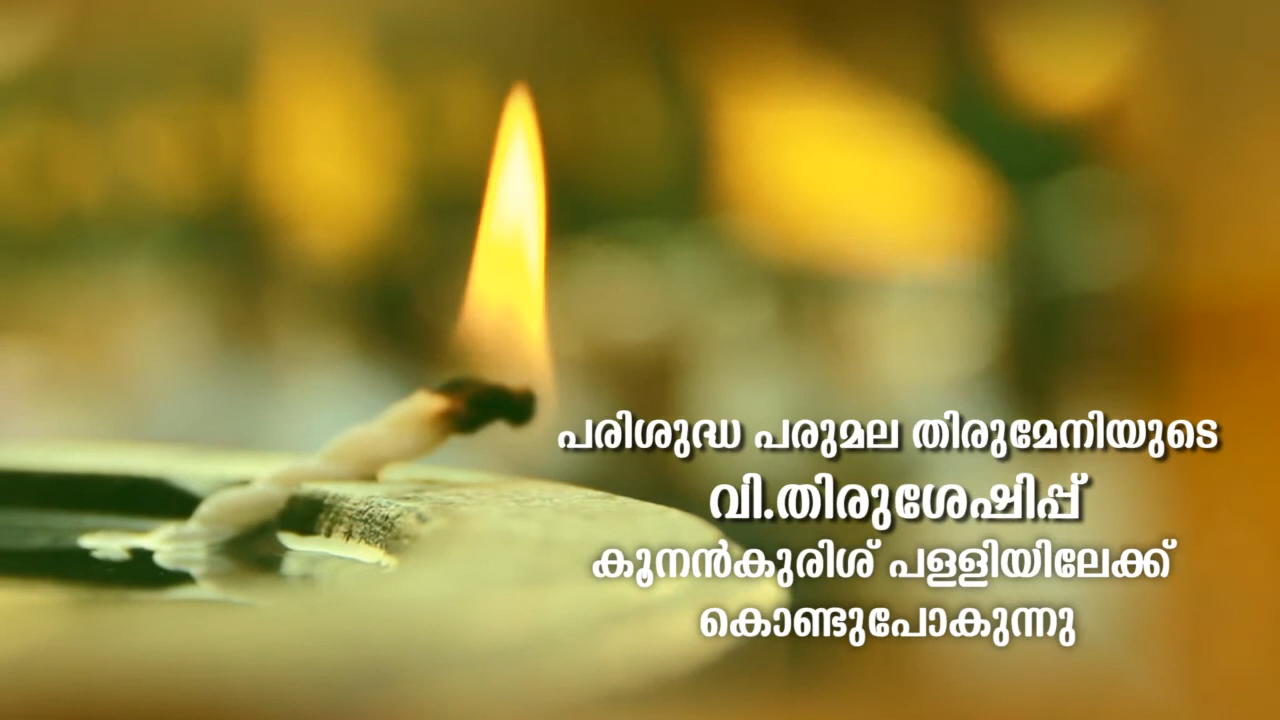 പരിശുദ്ധ പരുമല തിരുമേനിയുടെ
വി.തിരുശേഷിപ്പ്
കൂനൻകുരിശ് പള്ളിയിലേക്ക്
കൊണ്ടുപോകുന്നു